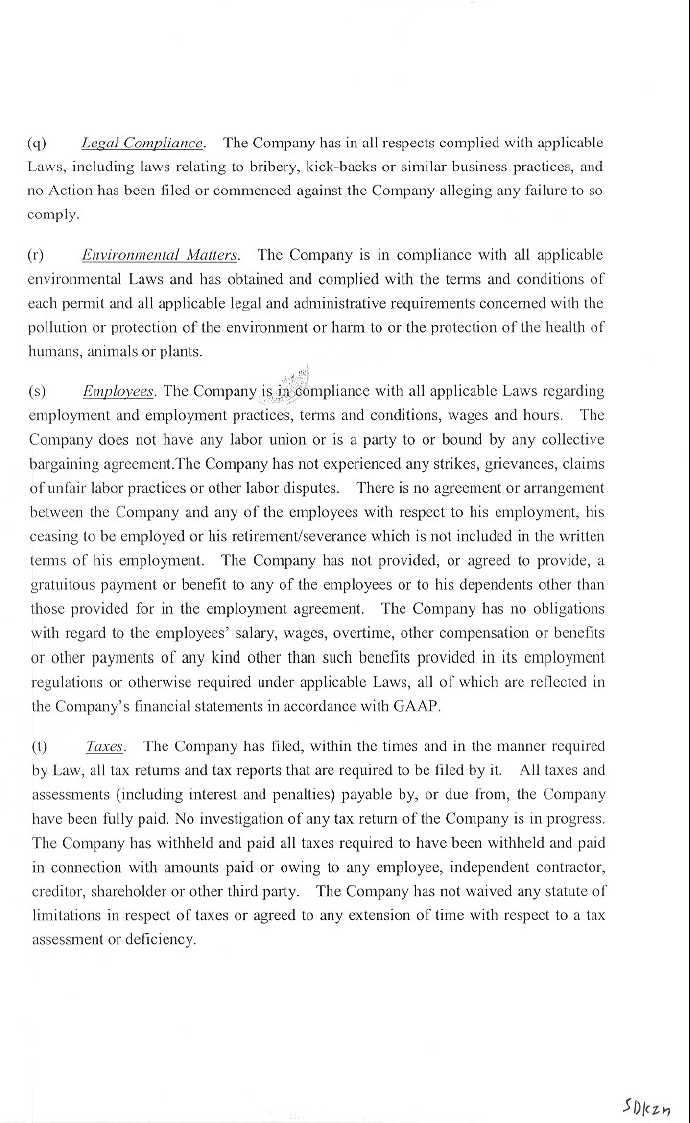 (q) Legal Compliance. The Company has in all respects complied with applicable
Laws, including laws relating to bribery, kick-backs or similar business practices, and
no Action has been filed or commenced against the Company alleging any failure to so
comply.
(r) Environmental Matters. The Company is in compliance with all applicable
environmental Laws and has obtained and complied with the terms and conditions of
each permit and all applicable legal and administrative requirements concerned with the
pollution or protection of the environment or harm to or the protection of the health of
humans, animals or plants.
(s) Employees. The Company is in compliance with all applicable Laws regarding
employment and employment practices, terms and conditions, wages and hours. The
Company does not have any labor union or is a party to or bound by any collective
bargaining agreement.The Company has not experienced any strikes, grievances, claims
of unfair labor practices or other labor disputes. There is no agreement or arrangement
between the Company and any of the employees with respect to his employment, his
ceasing to be employed or his retirement/severance which is not included in the written
terms of his employment. The Company has not provided, or agreed to provide, a
gratuitous payment or benefit to any of the employees or to his dependents other than
those provided for in the employment agreement. The Company has no obligations
with regard to the employees' salary, wages, overtime, other compensation or benefits
or other payments of any kind other than such benefits provided in its employment
regulations or otherwise required under applicable Laws, all of which are reflected in
the Company's financial statements in accordance with GAAP.
(t) Taxes. The Company has filed, within the times and in the manner required
by Law, all tax returns and tax reports that are required to be filed by it. All taxes and
assessments (including interest and penalties) payable by, or due from, the Company
have been fully paid. No investigation of any tax return of the Company is in progress.
The Company has withheld and paid all taxes required to have been withheld and paid
in connection with amounts paid or owing to any employee, independent contractor,
creditor, shareholder or other third party. The Company has not waived any statute of
limitations in respect of taxes or agreed to any extension of time with respect to a tax
assessment or deficiency.